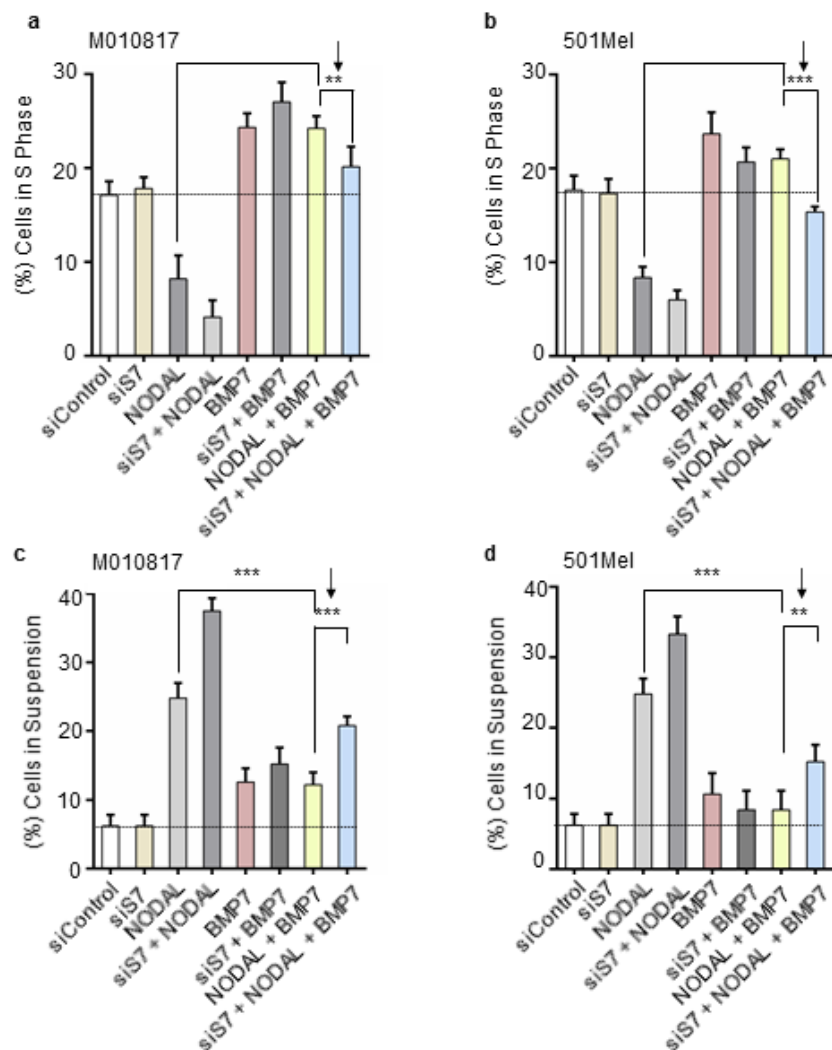 a
M010817
**
(%) Cells in S Phase
30
20
10
0
siControl
siS7
NODAL
siS7 + NODAL
BMP7
siS7 + BMP7
NODAL + BMP7
siS7 + NODAL + BMP7
b
501Mel
***
(%) Cells in S Phase
30
20
10
0
siControl
siS7
NODAL
siS7 + NODAL
BMP7
siS7 + BMP7
NODAL + BMP7
siS7 + NODAL + BMP7
c
M010817
***
***
(%) Cells in Suspension
40
30
20
10
0
siControl
siS7
NODAL
siS7 + NODAL
BMP7
siS7 + BMP7
NODAL + BMP7
siS7 + NODAL + BMP7
d
501Mel
***
**
(%) Cells in Suspension
40
30
20
10
0
siControl
siS7
NODAL
siS7 + NODAL
BMP7
siS7 + BMP7
NODAL + BMP7
siS7 + NODAL + BMP7